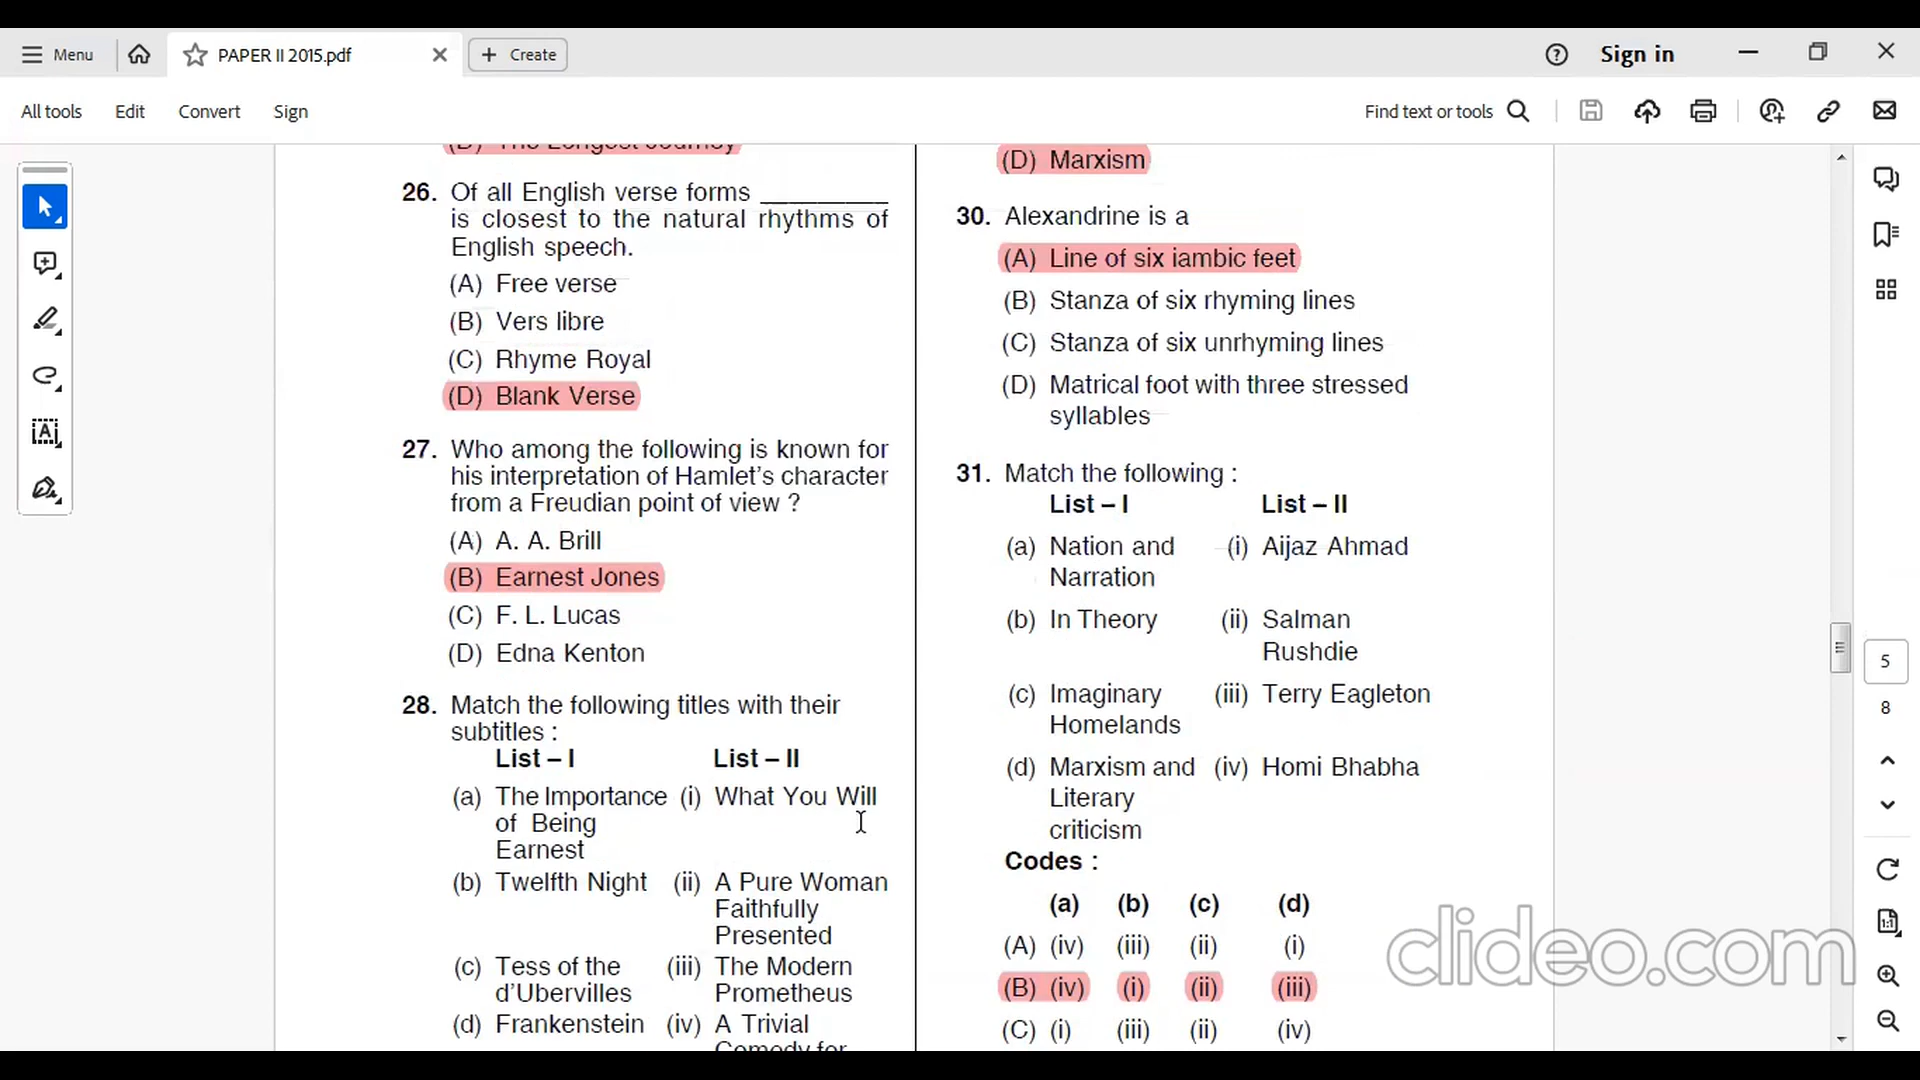 Menu
PAPER II 2015.pdf
Create
Sign in
All tools
Edit
Convert
Sign
Find text or tools
(D) The Longest Journey
26. Of all English verse forms __________
is closest to the natural rhythms of
English speech.
(A) Free verse
(B) Vers libre
(C) Rhyme Royal
(D) Blank Verse
27. Who among the following is known for
his interpretation of Hamlet's character
from a Freudian point of view ?
(A) A. A. Brill
(B) Earnest Jones
(C) F. L. Lucas
(D) Edna Kenton
28. Match the following titles with their
subtitles :
List – I List – II
(a) The Importance (i) What You Will
of Being
Earnest
(b) Twelfth Night (ii) A Pure Woman
Faithfully
Presented
(c) Tess of the (iii) The Modern
d'Ubervilles Prometheus
(d) Frankenstein (iv) A Trivial
Comedy for
(D) Marxism
30. Alexandrine is a
(A) Line of six iambic feet
(B) Stanza of six rhyming lines
(C) Stanza of six unrhyming lines
(D) Matrical foot with three stressed
syllables
31. Match the following :
List – I List – II
(a) Nation and (i) Aijaz Ahmad
Narration
(b) In Theory (ii) Salman
Rushdie
(c) Imaginary (iii) Terry Eagleton
Homelands
(d) Marxism and (iv) Homi Bhabha
Literary
criticism
Codes :
(a) (b) (c) (d)
(A) (iv) (iii) (ii) (i)
(B) (iv) (i) (ii) (iii)
(C) (i) (iii) (ii) (iv)
5
8
clideo.com